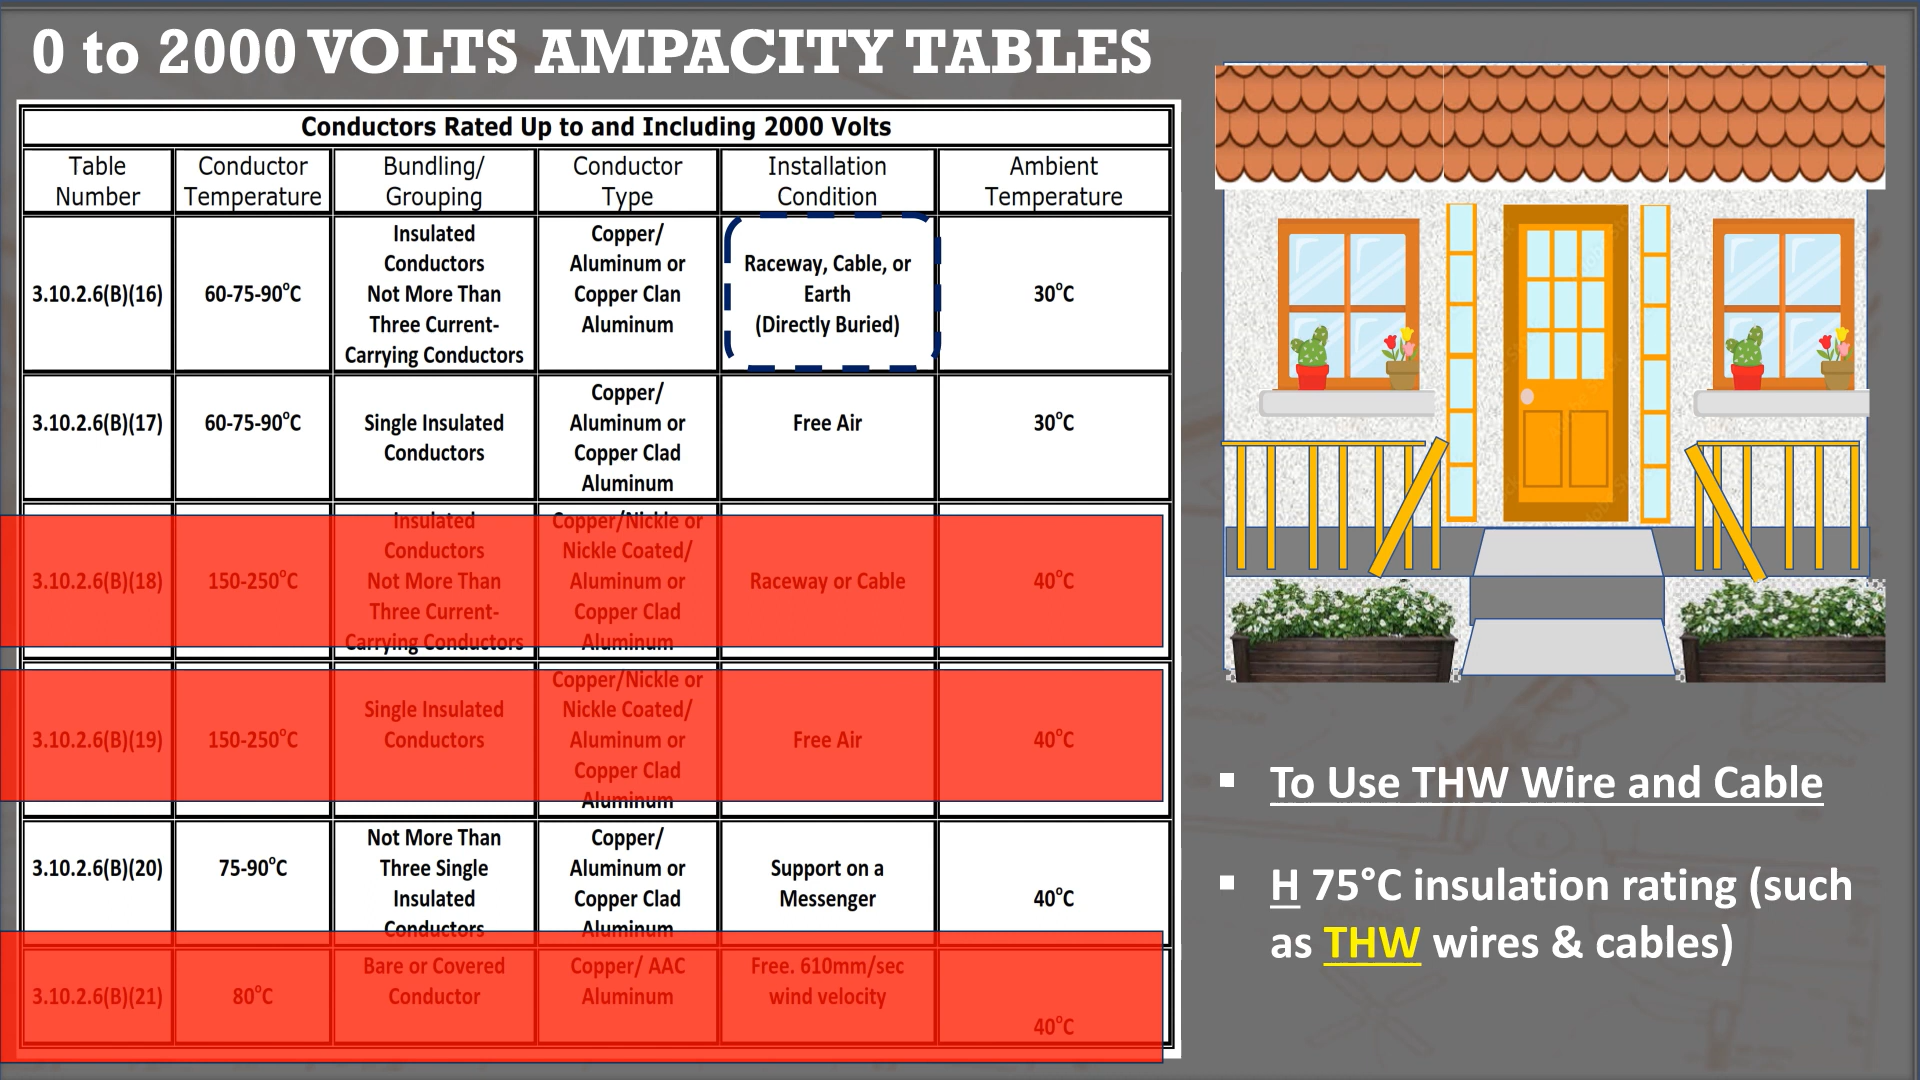 0 to 2000 VOLTS AMPACITY TABLES
Conductors Rated Up to and Including 2000 Volts
Table Number
Conductor Temperature
Bundling/ Grouping
Conductor Type
Installation Condition
Ambient Temperature
3.10.2.6(B)(16)
60-75-90°C
Insulated
Conductors
Not More Than
Three Current-
Carrying Conductors
Copper/
Aluminum or
Copper Clan
Aluminum
Raceway, Cable, or
Earth
(Directly Buried)
30°C
3.10.2.6(B)(17)
60-75-90°C
Single Insulated
Conductors
Copper/
Aluminum or
Copper Clad
Aluminum
Free Air
30°C
3.10.2.6(B)(18)
150-250°C
Insulated
Conductors
Not More Than
Three Current-
Carrying Conductors
Copper/Nickle or
Nickle Coated/
Aluminum or
Copper Clad
Aluminum
Raceway or Cable
40°C
3.10.2.6(B)(19)
150-250°C
Single Insulated
Conductors
Copper/Nickle or
Nickle Coated/
Aluminum or
Copper Clad
Aluminum
Free Air
40°C
3.10.2.6(B)(20)
75-90°C
Not More Than
Three Single
Insulated
Conductors
Copper/
Aluminum or
Copper Clad
Aluminum
Support on a
Messenger
40°C
3.10.2.6(B)(21)
80°C
Bare or Covered
Conductor
Copper/ AAC
Aluminum
Free. 610mm/sec
wind velocity
40°C
▪ To Use THW Wire and Cable
▪ H 75°C insulation rating (such
as THW wires & cables)